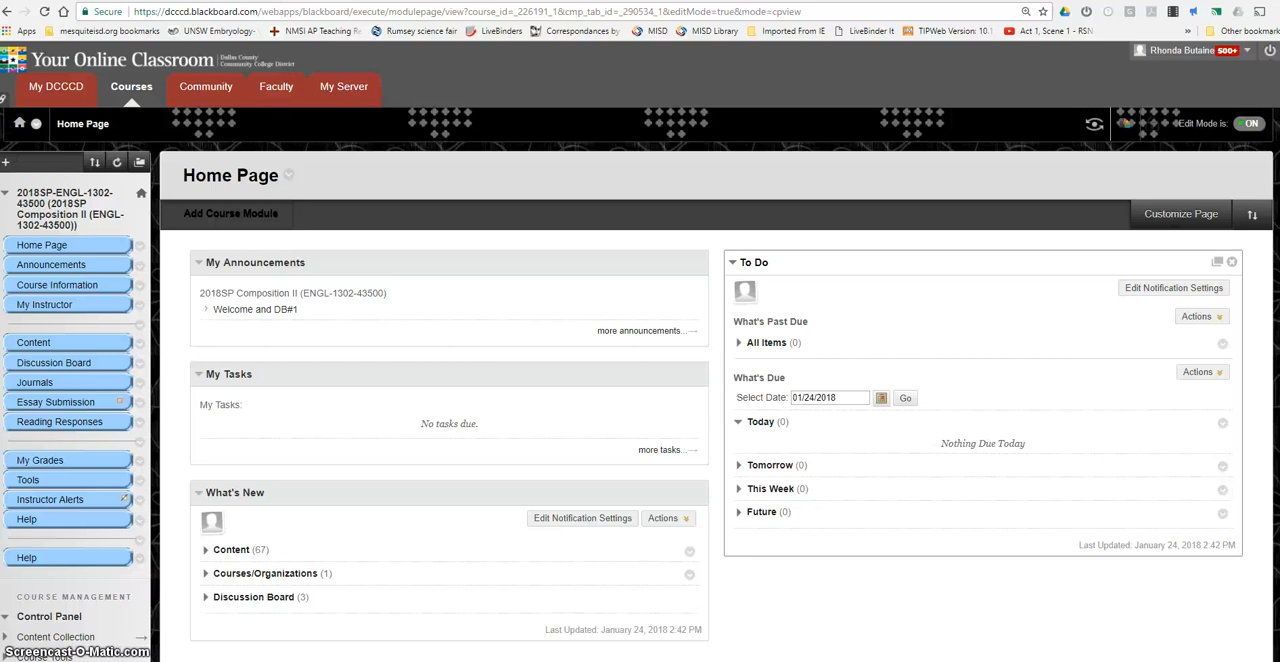 Secure https://dcccd.blackboard.com/webapps/blackboard/execute/modulepage/view?course_id=_226191_1&cmp_tab_id=_290534_1&editMode=true&mode=cpview
Apps mesquiteisd.org bookmarks UNSW Embryology- NMSI AP Teaching Re Rumsey science fair LiveBinders Correspondances by MISD MISD Library Imported From IE LiveBinder It TIPWeb Version: 10.1 Act 1, Scene 1 - RSN » Other bookmark
Your Online Classroom Dallas County Community College District
Rhonda Butaine 500+
My DCCCD Courses Community Faculty My Server
Home Page
Edit Mode is: ON
2018SP-ENGL-1302-
43500 (2018SP
Composition II (ENGL-
1302-43500))
Home Page
Announcements
Course Information
My Instructor
Content
Discussion Board
Journals
Essay Submission
Reading Responses
My Grades
Tools
Instructor Alerts
Help
Help
COURSE MANAGEMENT
Control Panel
Content Collection
Course Tools
Screencast-O-Matic.com
Home Page
Add Course Module
Customize Page
My Announcements
2018SP Composition II (ENGL-1302-43500)
Welcome and DB#1
more announcements...
My Tasks
My Tasks:
No tasks due.
more tasks...
What's New
Edit Notification Settings Actions
Content (67)
Courses/Organizations (1)
Discussion Board (3)
Last Updated: January 24, 2018 2:42 PM
To Do
Edit Notification Settings
What's Past Due
Actions
All Items (0)
What's Due
Actions
Select Date: 01/24/2018 Go
Today (0)
Nothing Due Today
Tomorrow (0)
This Week (0)
Future (0)
Last Updated: January 24, 2018 2:42 PM